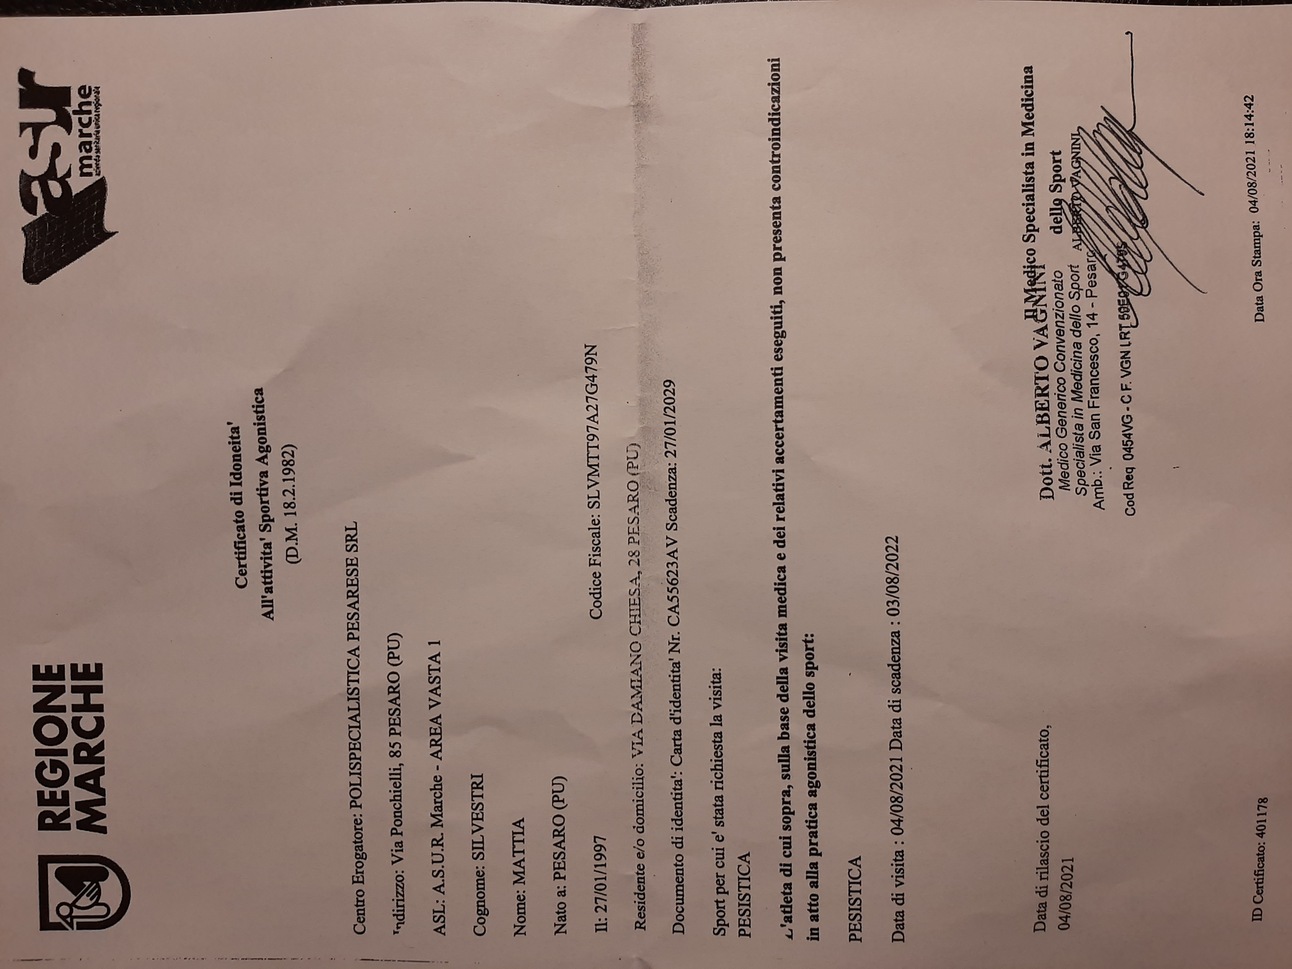 REGIONE
MARCHE
asur
marche
azienda sanitaria unica regionale
Certificato di Idoneita'
All'attivita' Sportiva Agonistica
(D.M. 18.2.1982)
Centro Erogatore: POLISPECIALISTICA PESARESE SRL
Indirizzo: Via Ponchielli, 85 PESARO (PU)
ASL: A.S.U.R. Marche - AREA VASTA 1
Cognome: SILVESTRI
Nome: MATTIA
Nato a: PESARO (PU)
Il: 27/01/1997 Codice Fiscale: SLVMTT97A27G479N
Residente e/o domicilio: VIA DAMIANO CHIESA, 28 PESARO (PU)
Documento di identita': Carta d'identita' Nr. CA55623AV Scadenza: 27/01/2029
Sport per cui e' stata richiesta la visita:
PESISTICA
L'atleta di cui sopra, sulla base della visita medica e dei relativi accertamenti eseguiti, non presenta controindicazioni
in atto alla pratica agonistica dello sport:
PESISTICA
Data di visita : 04/08/2021 Data di scadenza : 03/08/2022
Data di rilascio del certificato,
04/08/2021
Il Medico Specialista in Medicina
dello Sport
ALBERTO VAGNINI
Dott. ALBERTO VAGNINI
Medico Generico Convenzionato
Specialista in Medicina dello Sport
Amb.: Via San Francesco, 14 - Pesaro
Cod Reg 0454VG - C F. VGN LRT
ID Certificato: 401178
Data Ora Stampa: 04/08/2021 18:14:42